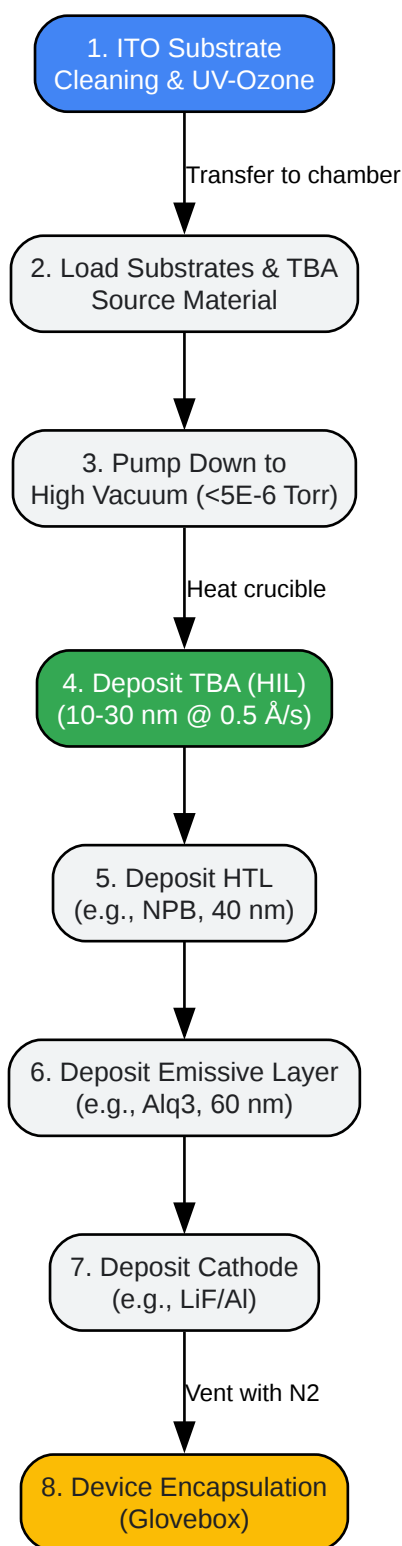 1. ITO Substrate
Cleaning & UV-Ozone
Transfer to chamber
2. Load Substrates & TBA
Source Material
3. Pump Down to
High Vacuum (<5E-6 Torr)
Heat crucible
4. Deposit TBA (HIL)
(10-30 nm @ 0.5 Å/s)
5. Deposit HTL
(e.g., NPB, 40 nm)
6. Deposit Emissive Layer
(e.g., Alq3, 60 nm)
7. Deposit Cathode
(e.g., LiF/Al)
Vent with N2
8. Device Encapsulation
(Glovebox)